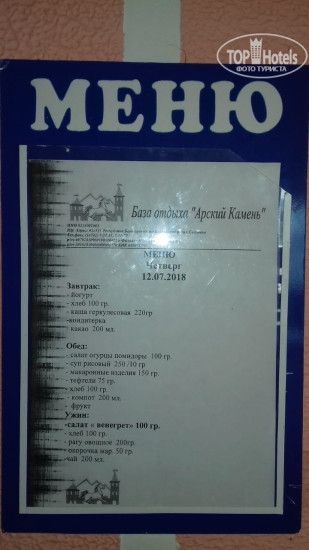 TOP Hotels
ФОТО ТУРИСТА
МЕНЮ
База отдыха "Арский Камень"
МЕНЮ
Четверг
12.07.2018
Завтрак:
- йогурт
- хлеб 100 гр.
- каша геркулесовая 220гр
-кондитерка
- какао 200 мл.
Обед:
- салат огурцы помидоры 100 гр.
- суп рисовый 250 /10 гр
- макаронные изделия 150 гр.
- тефтели 75 гр.
- хлеб 100 гр.
- компот 200 мл.
- фрукт
Ужин:
-салат « венегрет» 100 гр.
- хлеб 100 гр.
- рагу овощное 200гр.
- окорочка жар. 50 гр.
-чай 200 мл.